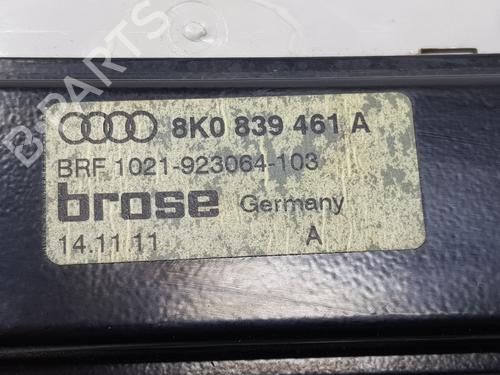 8K0 839 461 A
BRF 1021-923064-103
brose Germany
14.11 11 A
B PARTS